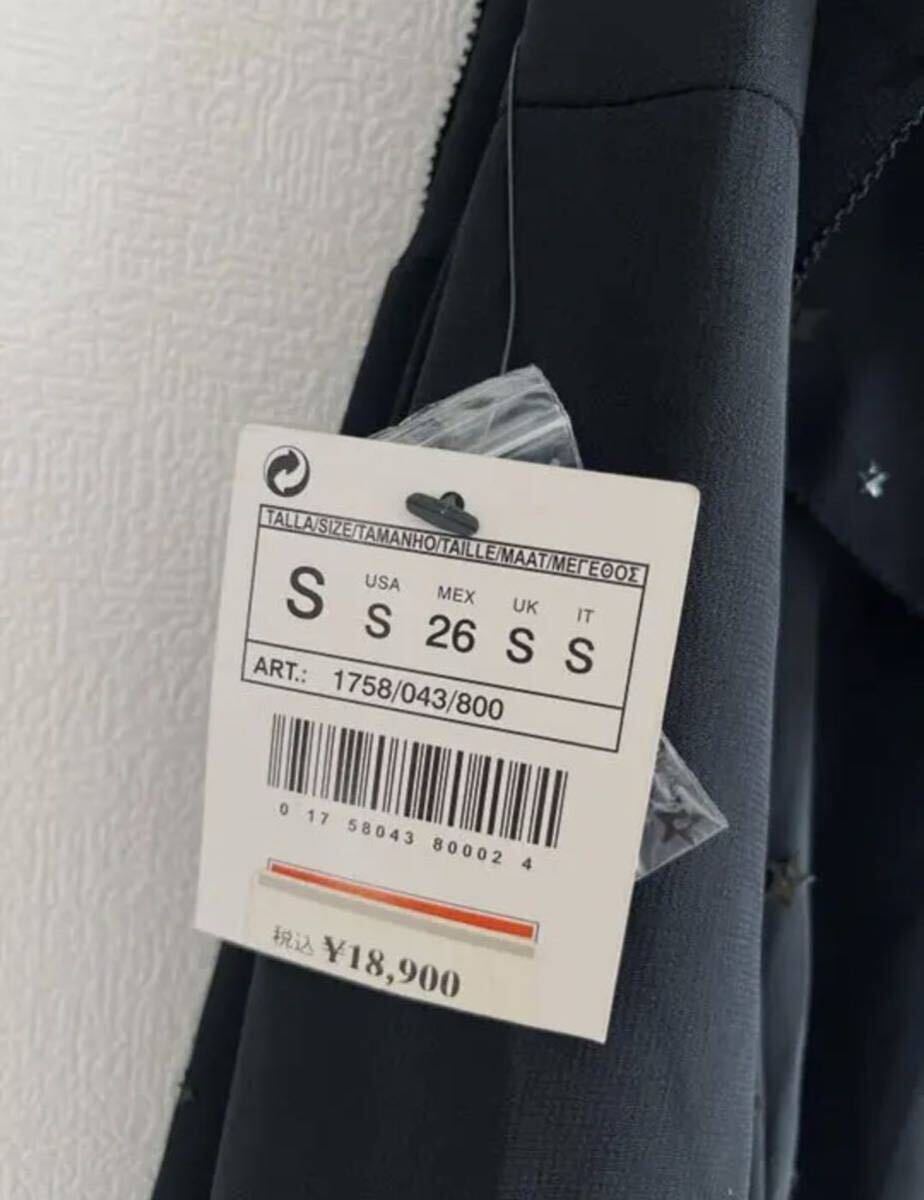 TALLA/SIZE/TAMANHO/TAILLE/MAAT/ΜΕΓΕΘΟΣ
USA MEX UK IT
S S 26 S S
ART.: 1758/043/800
0 17 58043 80002 4
税込 ¥18,900